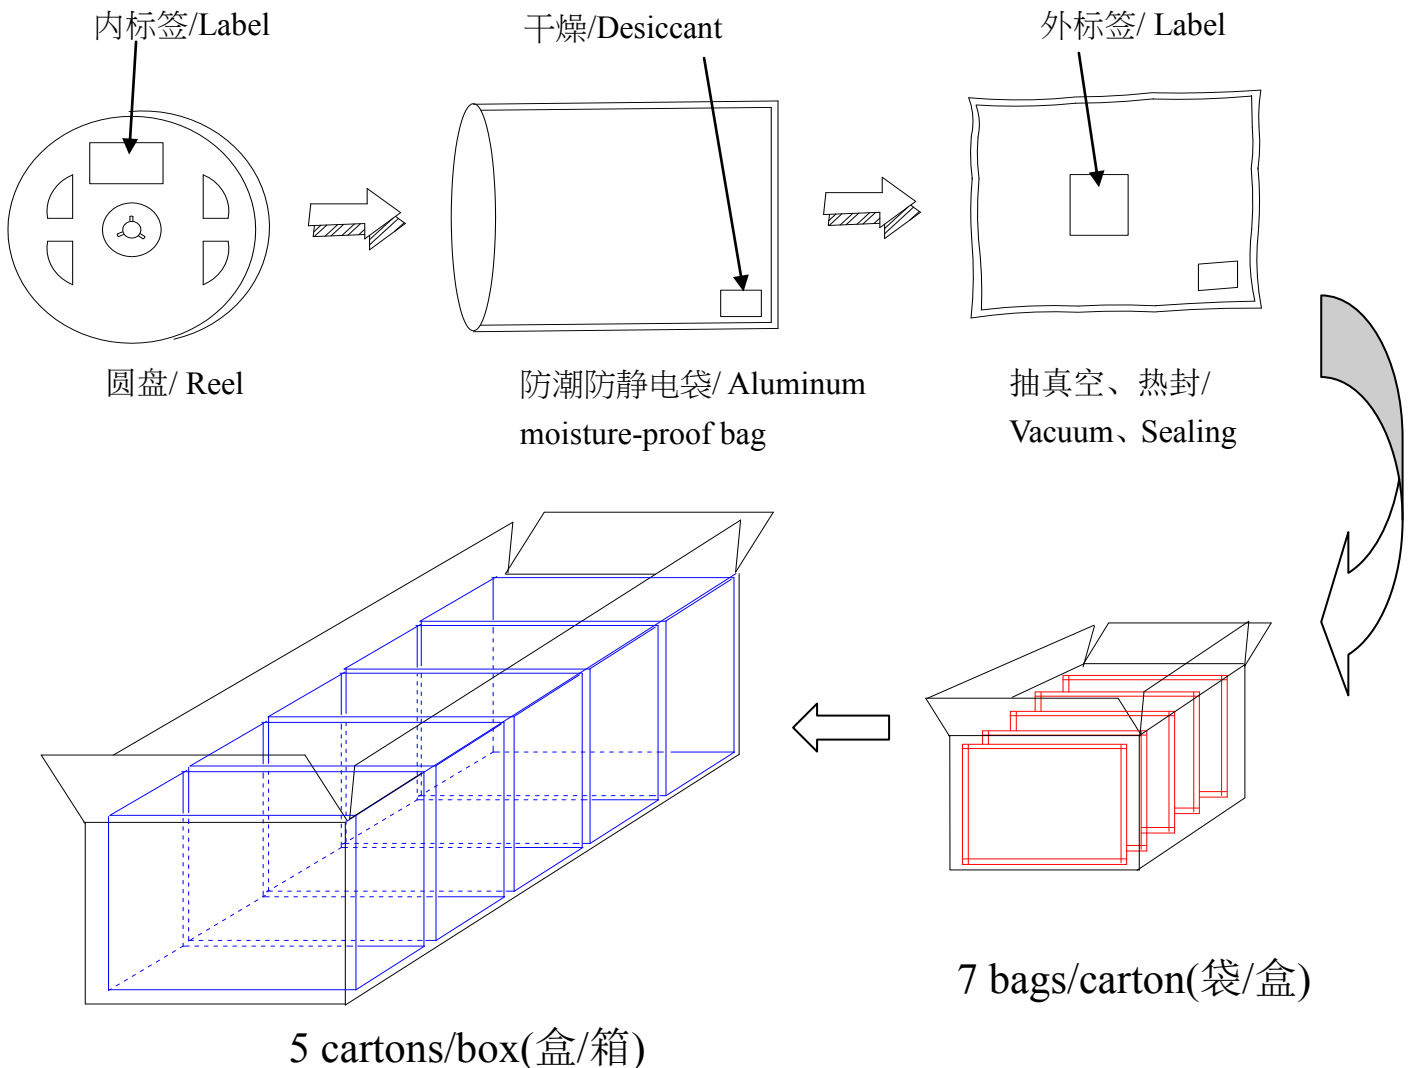 内标签/Label
干燥/Desiccant
外标签/ Label
圆盘/ Reel
防潮防静电袋/ Aluminum
moisture-proof bag
抽真空、热封/
Vacuum、Sealing
7 bags/carton(袋/盒)
5 cartons/box(盒/箱)